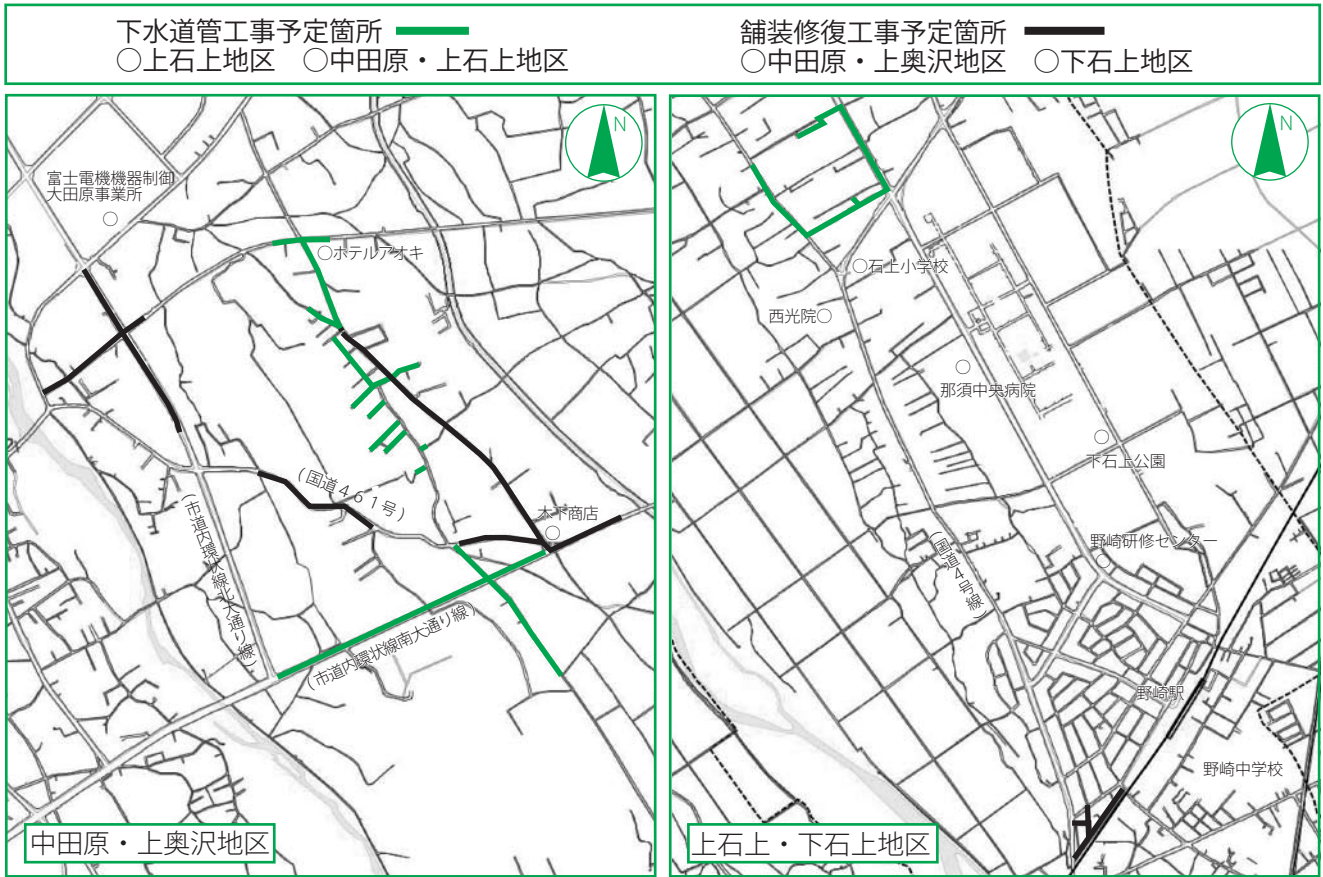 下水道管工事予定箇所
○上石上地区 ○中田原・上石上地区
舗装修復工事予定箇所
○中田原・上奥沢地区 ○下石上地区
N
富士電機機器制御
大田原事業所
○
○ホテルアオキ
(国道461号)
木下商店
○
(市道内環状線北大通り線)
(市道内環状線南大通り線)
中田原・上奥沢地区
N
○石上小学校
西光院○
○
那須中央病院
○
下石上公園
(国道4号線)
野崎研修センター
○
野崎駅
野崎中学校
上石上・下石上地区